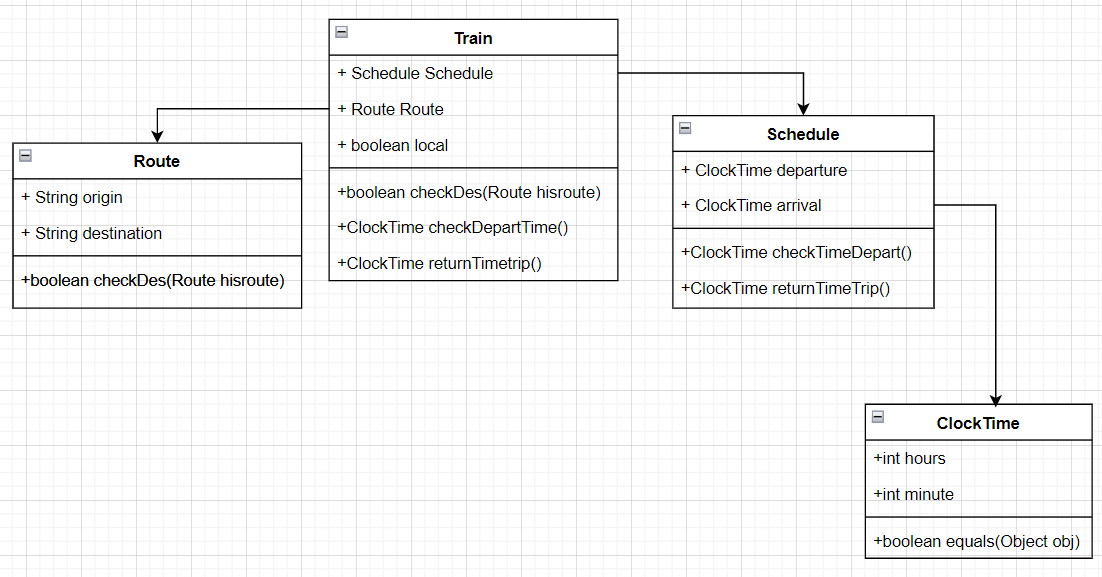 Train
+ Schedule Schedule
+ Route Route
+ boolean local
+boolean checkDes(Route hisroute)
+ClockTime checkDepartTime()
+ClockTime returnTimetrip()
Route
+ String origin
+ String destination
+boolean checkDes(Route hisroute)
Schedule
+ ClockTime departure
+ ClockTime arrival
+ClockTime checkTimeDepart()
+ClockTime returnTimeTrip()
ClockTime
+int hours
+int minute
+boolean equals(Object obj)